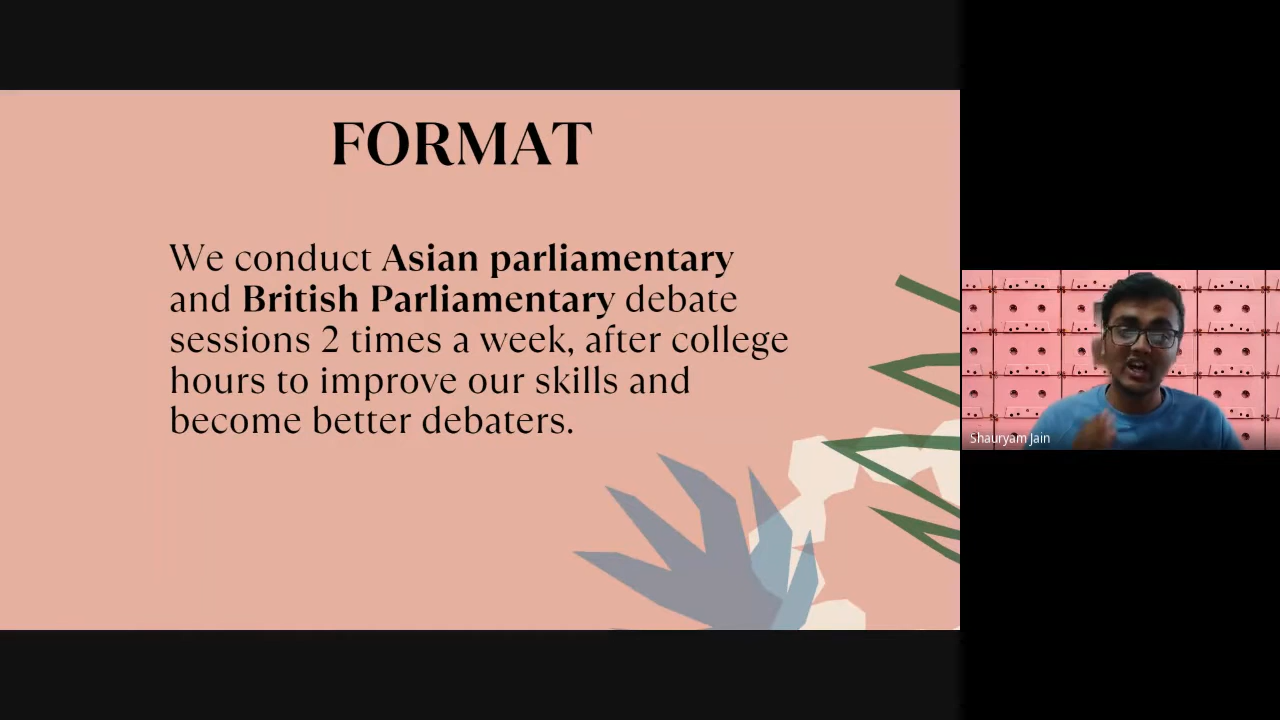 FORMAT
We conduct Asian parliamentary
and British Parliamentary debate
sessions 2 times a week, after college
hours to improve our skills and
become better debaters.
Shauryam Jain